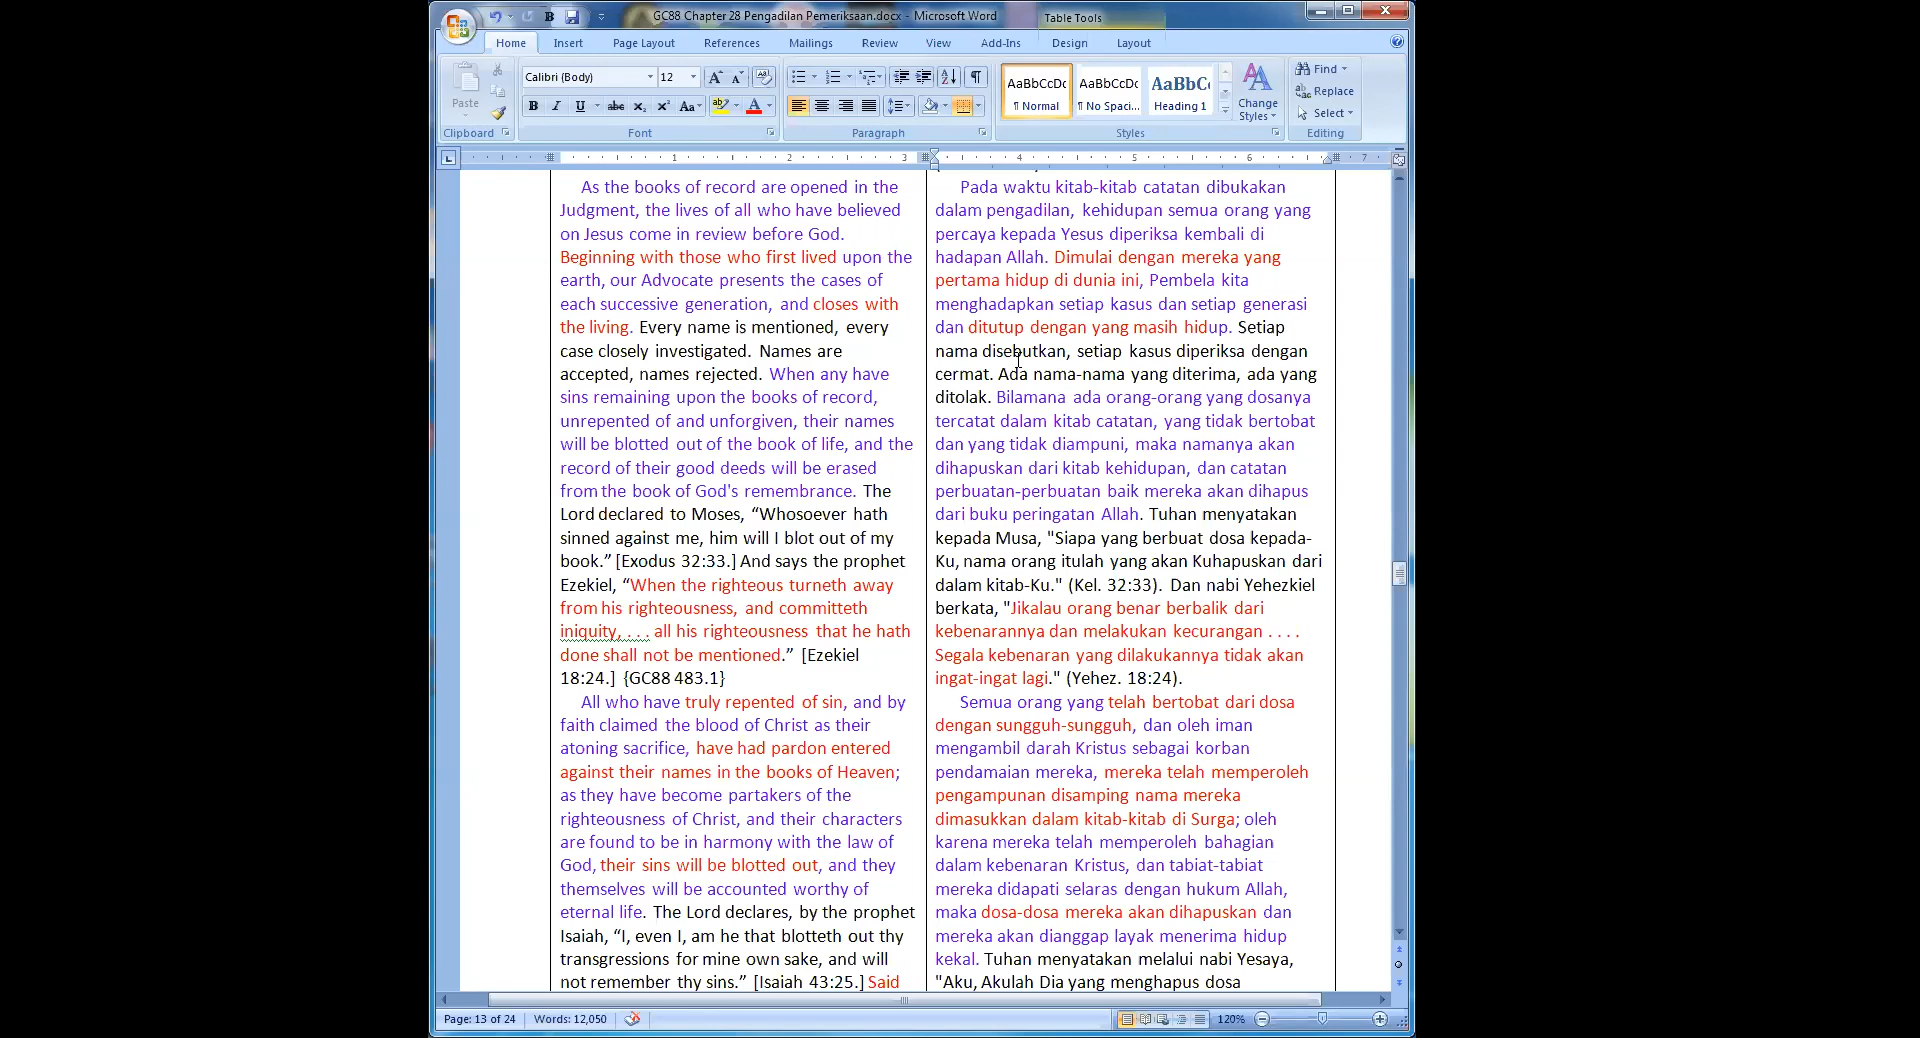 GC88 Chapter 28 Pengadilan Pemeriksaan.docx - Microsoft Word
Table Tools
Home Insert Page Layout References Mailings Review View Add-Ins Design Layout
Paste
Clipboard
Calibri (Body) 12
Font
Paragraph
AaBbCcDc AaBbCcDc AaBbC
¶ Normal ¶ No Spaci... Heading 1
Change Styles
Styles
Find
Replace
Select
Editing
1 2 3 4 5 6 7
As the books of record are opened in the
Judgment, the lives of all who have believed
on Jesus come in review before God.
Beginning with those who first lived upon the
earth, our Advocate presents the cases of
each successive generation, and closes with
the living. Every name is mentioned, every
case closely investigated. Names are
accepted, names rejected. When any have
sins remaining upon the books of record,
unrepented of and unforgiven, their names
will be blotted out of the book of life, and the
record of their good deeds will be erased
from the book of God's remembrance. The
Lord declared to Moses, “Whosoever hath
sinned against me, him will I blot out of my
book.” [Exodus 32:33.] And says the prophet
Ezekiel, “When the righteous turneth away
from his righteousness, and committeth
iniquity, . . . all his righteousness that he hath
done shall not be mentioned.” [Ezekiel
18:24.] {GC88 483.1}
All who have truly repented of sin, and by
faith claimed the blood of Christ as their
atoning sacrifice, have had pardon entered
against their names in the books of Heaven;
as they have become partakers of the
righteousness of Christ, and their characters
are found to be in harmony with the law of
God, their sins will be blotted out, and they
themselves will be accounted worthy of
eternal life. The Lord declares, by the prophet
Isaiah, “I, even I, am he that blotteth out thy
transgressions for mine own sake, and will
not remember thy sins.” [Isaiah 43:25.] Said
Pada waktu kitab-kitab catatan dibukakan
dalam pengadilan, kehidupan semua orang yang
percaya kepada Yesus diperiksa kembali di
hadapan Allah. Dimulai dengan mereka yang
pertama hidup di dunia ini, Pembela kita
menghadapkan setiap kasus dan setiap generasi
dan ditutup dengan yang masih hidup. Setiap
nama disebutkan, setiap kasus diperiksa dengan
cermat. Ada nama-nama yang diterima, ada yang
ditolak. Bilamana ada orang-orang yang dosanya
tercatat dalam kitab catatan, yang tidak bertobat
dan yang tidak diampuni, maka namanya akan
dihapuskan dari kitab kehidupan, dan catatan
perbuatan-perbuatan baik mereka akan dihapus
dari buku peringatan Allah. Tuhan menyatakan
kepada Musa, "Siapa yang berbuat dosa kepada-
Ku, nama orang itulah yang akan Kuhapuskan dari
dalam kitab-Ku." (Kel. 32:33). Dan nabi Yehezkiel
berkata, "Jikalau orang benar berbalik dari
kebenarannya dan melakukan kecurangan . . . .
Segala kebenaran yang dilakukannya tidak akan
ingat-ingat lagi." (Yehez. 18:24).
Semua orang yang telah bertobat dari dosa
dengan sungguh-sungguh, dan oleh iman
mengambil darah Kristus sebagai korban
pendamaian mereka, mereka telah memperoleh
pengampunan disamping nama mereka
dimasukkan dalam kitab-kitab di Surga; oleh
karena mereka telah memperoleh bahagian
dalam kebenaran Kristus, dan tabiat-tabiat
mereka didapati selaras dengan hukum Allah,
maka dosa-dosa mereka akan dihapuskan dan
mereka akan dianggap layak menerima hidup
kekal. Tuhan menyatakan melalui nabi Yesaya,
"Aku, Akulah Dia yang menghapus dosa
Page: 13 of 24 Words: 12,050 120%